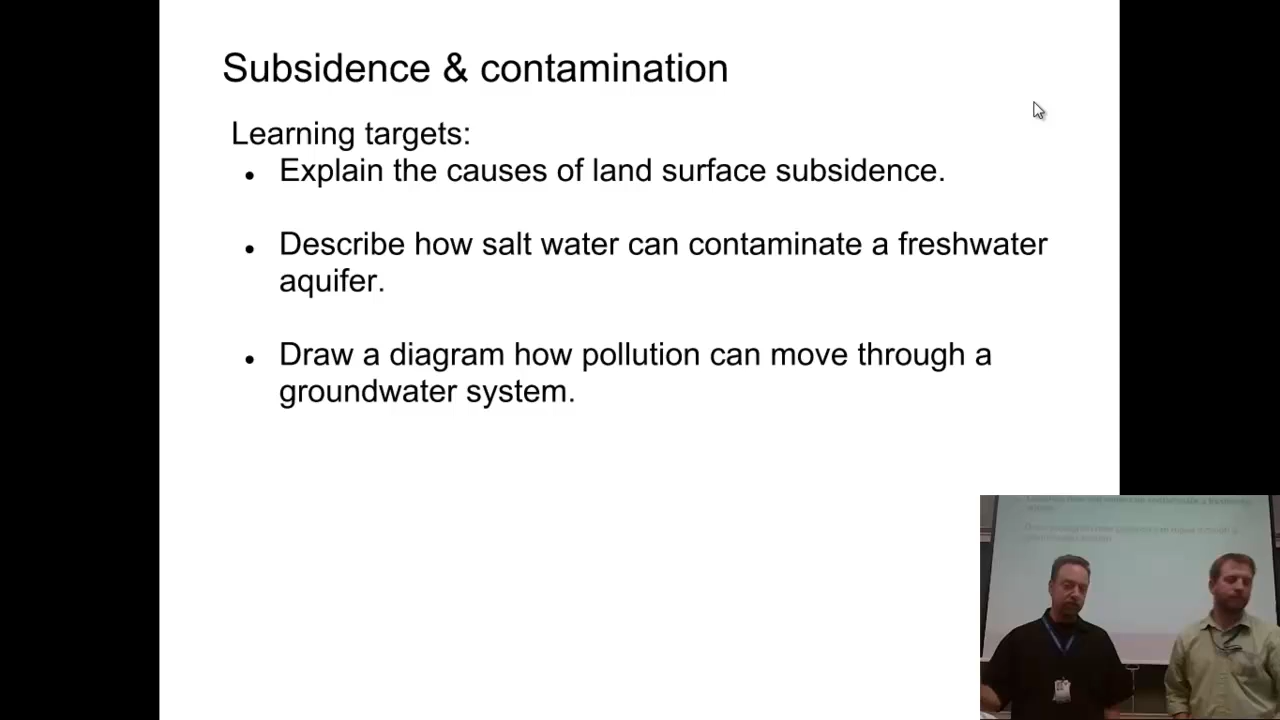 Subsidence & contamination
Learning targets:
• Explain the causes of land surface subsidence.
• Describe how salt water can contaminate a freshwater
aquifer.
• Draw a diagram how pollution can move through a
groundwater system.